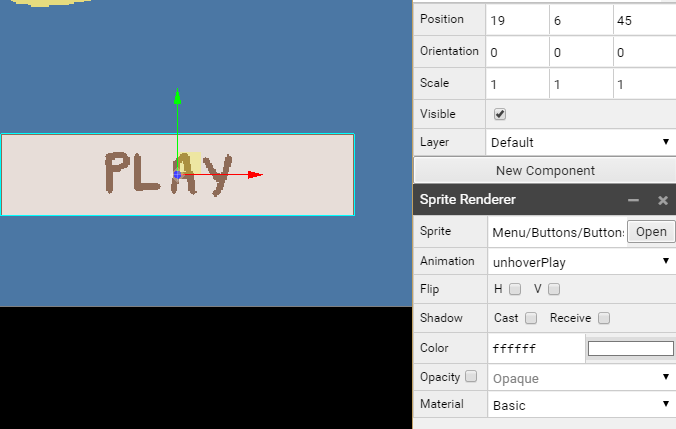 Position 19 6 45
Orientation 0 0 0
Scale 1 1 1
Visible
Layer Default
New Component
Sprite Renderer
Sprite Menu/Buttons/Button: Open
Animation unhoverPlay
Flip H V
Shadow Cast Receive
Color ffffff
Opacity Opaque
Material Basic
PLAY